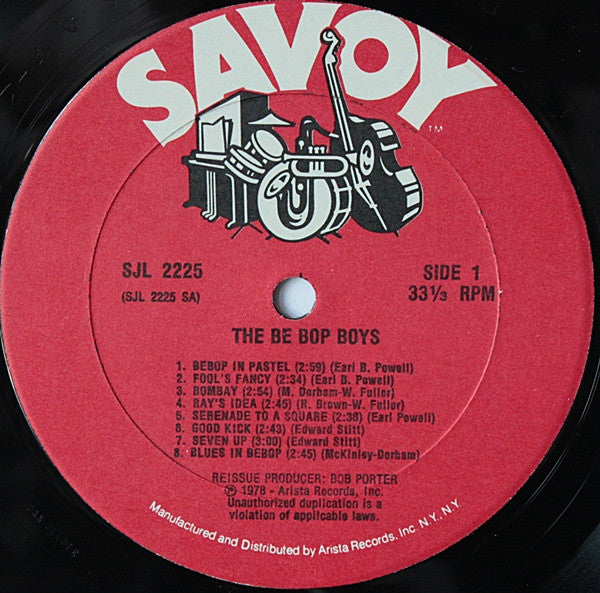 SAVOY
TM
SJL 2225
(SJL 2225 SA)
SIDE 1
33⅓ RPM
THE BE BOP BOYS
1. BEBOP IN PASTEL (2:59) (Earl B. Powell)
2. FOOL'S FANCY (2:34) (Earl B. Powell)
3. BOMBAY (2:54) (M. Dorham-W. Fuller)
4. RAY'S IDEA (2:45) (R. Brown-W. Fuller)
5. SERENADE TO A SQUARE (2:36) (Earl Powell)
6. GOOD KICK (2:43) (Edward Stitt)
7. SEVEN UP (3:00) (Edward Stitt)
8. BLUES IN BEBOP (2:45) (McKinley-Dorham)
REISSUE PRODUCER: BOB PORTER
℗ 1978 - Arista Records, Inc.
Unauthorized duplication is a
violation of applicable laws.
Manufactured and Distributed by Arista Records, Inc. N.Y., N.Y.